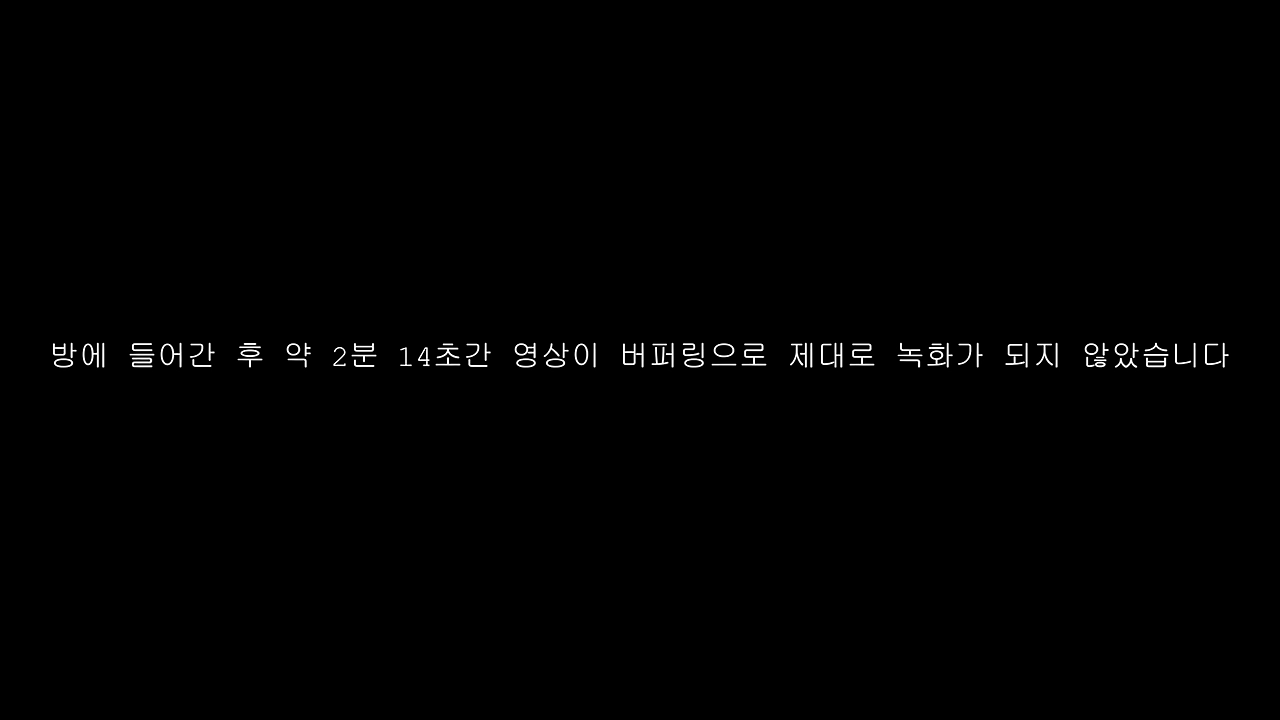 방에 들어간 후 약 2분 14초간 영상이 버퍼링으로 제대로 녹화가 되지 않았습니다